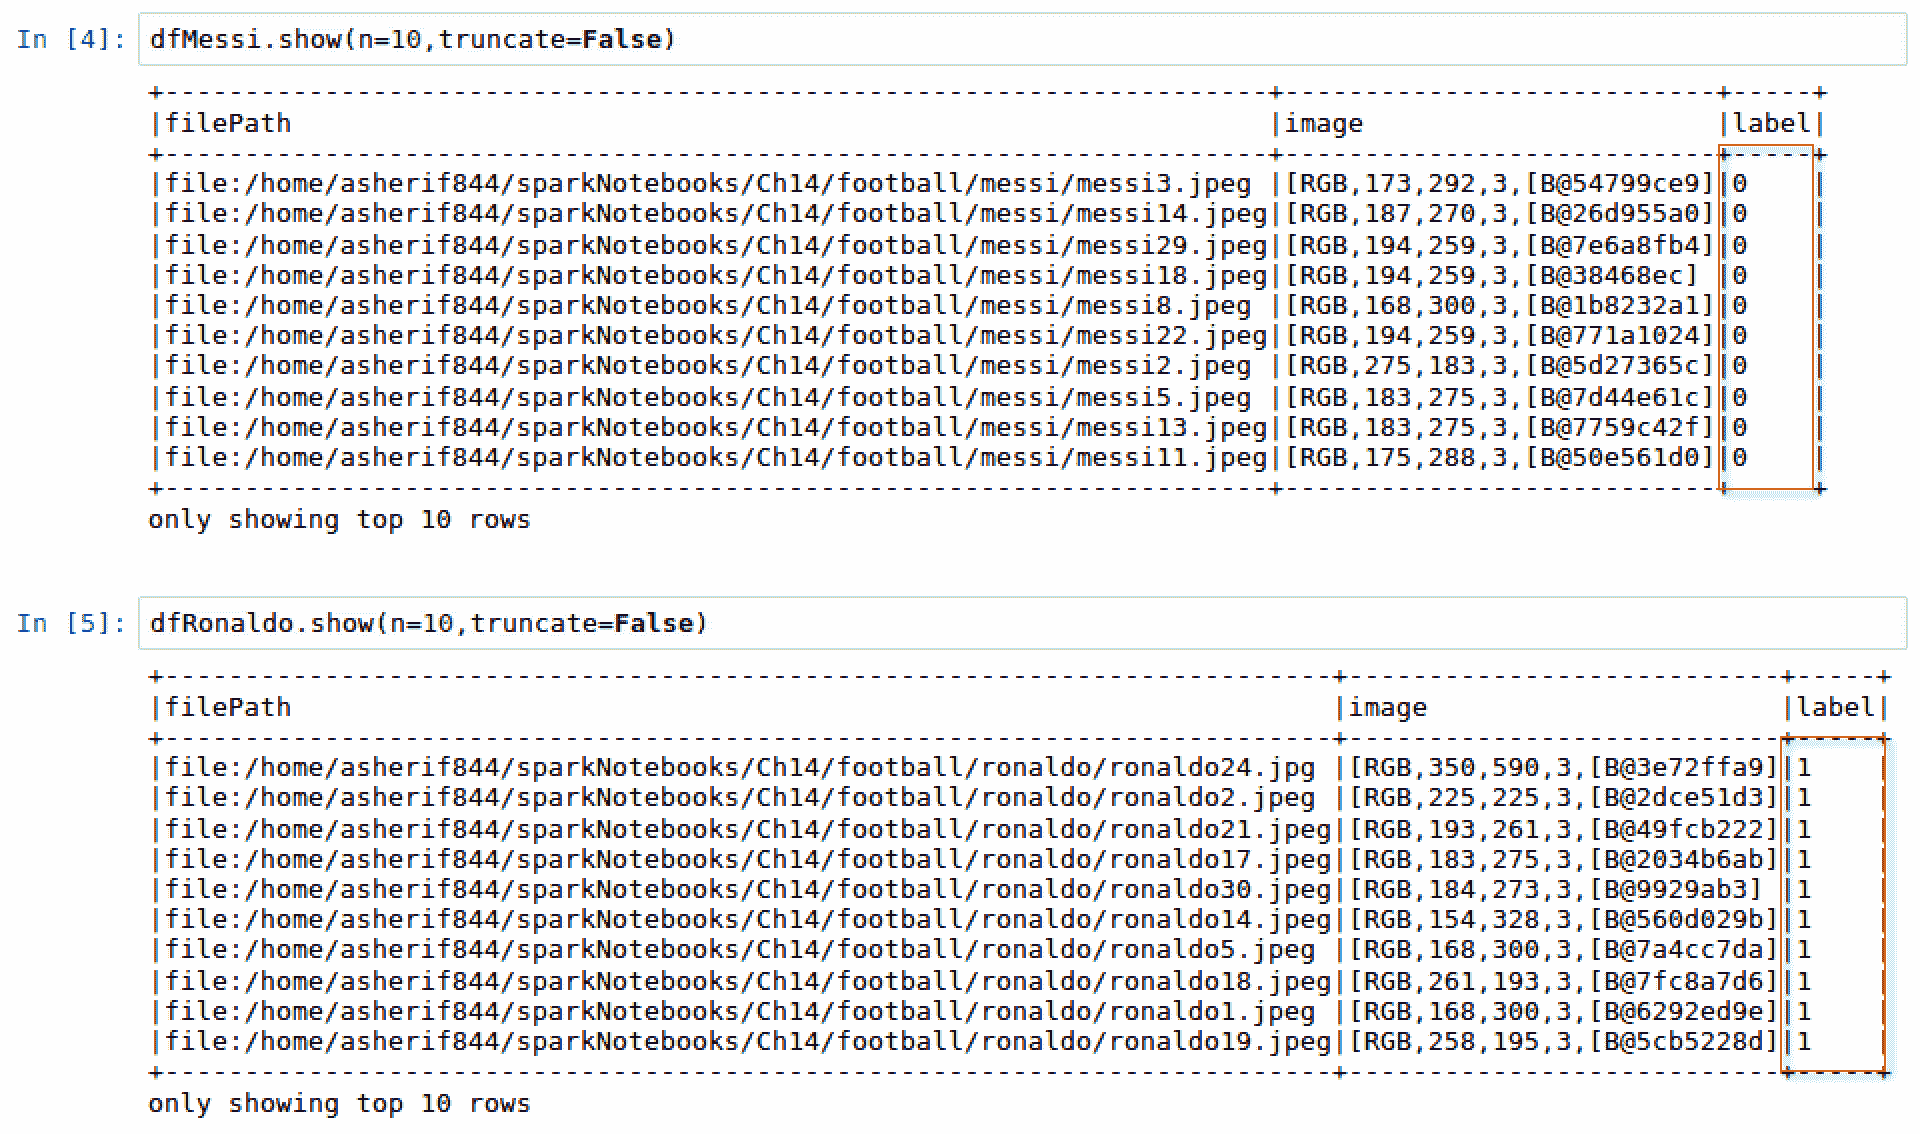 In [4]: dfMessi.show(n=10,truncate=False)
+----------------------------------------------------------------------+---------------------------+-----+
|filePath                                                              |image                      |label|
+----------------------------------------------------------------------+---------------------------+-----+
|file:/home/asherif844/sparkNotebooks/Ch14/football/messi/messi3.jpeg |[RGB,173,292,3,[B@54799ce9]|0    |
|file:/home/asherif844/sparkNotebooks/Ch14/football/messi/messi14.jpeg|[RGB,187,270,3,[B@26d955a0]|0    |
|file:/home/asherif844/sparkNotebooks/Ch14/football/messi/messi29.jpeg|[RGB,194,259,3,[B@7e6a8fb4]|0    |
|file:/home/asherif844/sparkNotebooks/Ch14/football/messi/messi18.jpeg|[RGB,194,259,3,[B@38468ec] |0    |
|file:/home/asherif844/sparkNotebooks/Ch14/football/messi/messi8.jpeg |[RGB,168,300,3,[B@1b8232a1]|0    |
|file:/home/asherif844/sparkNotebooks/Ch14/football/messi/messi22.jpeg|[RGB,194,259,3,[B@771a1024]|0    |
|file:/home/asherif844/sparkNotebooks/Ch14/football/messi/messi2.jpeg |[RGB,275,183,3,[B@5d27365c]|0    |
|file:/home/asherif844/sparkNotebooks/Ch14/football/messi/messi5.jpeg |[RGB,183,275,3,[B@7d44e61c]|0    |
|file:/home/asherif844/sparkNotebooks/Ch14/football/messi/messi13.jpeg|[RGB,183,275,3,[B@7759c42f]|0    |
|file:/home/asherif844/sparkNotebooks/Ch14/football/messi/messi11.jpeg|[RGB,175,288,3,[B@50e561d0]|0    |
+----------------------------------------------------------------------+---------------------------+-----+
only showing top 10 rows
In [5]: dfRonaldo.show(n=10,truncate=False)
+-------------------------------------------------------------------------+---------------------------+-----+
|filePath                                                                 |image                      |label|
+-------------------------------------------------------------------------+---------------------------+-----+
|file:/home/asherif844/sparkNotebooks/Ch14/football/ronaldo/ronaldo24.jpg |[RGB,350,590,3,[B@3e72ffa9]|1    |
|file:/home/asherif844/sparkNotebooks/Ch14/football/ronaldo/ronaldo2.jpeg |[RGB,225,225,3,[B@2dce51d3]|1    |
|file:/home/asherif844/sparkNotebooks/Ch14/football/ronaldo/ronaldo21.jpeg|[RGB,193,261,3,[B@49fcb222]|1    |
|file:/home/asherif844/sparkNotebooks/Ch14/football/ronaldo/ronaldo17.jpeg|[RGB,183,275,3,[B@2034b6ab]|1    |
|file:/home/asherif844/sparkNotebooks/Ch14/football/ronaldo/ronaldo30.jpeg|[RGB,184,273,3,[B@9929ab3] |1    |
|file:/home/asherif844/sparkNotebooks/Ch14/football/ronaldo/ronaldo14.jpeg|[RGB,154,328,3,[B@560d029b]|1    |
|file:/home/asherif844/sparkNotebooks/Ch14/football/ronaldo/ronaldo5.jpeg |[RGB,168,300,3,[B@7a4cc7da]|1    |
|file:/home/asherif844/sparkNotebooks/Ch14/football/ronaldo/ronaldo18.jpeg|[RGB,261,193,3,[B@7fc8a7d6]|1    |
|file:/home/asherif844/sparkNotebooks/Ch14/football/ronaldo/ronaldo1.jpeg |[RGB,168,300,3,[B@6292ed9e]|1    |
|file:/home/asherif844/sparkNotebooks/Ch14/football/ronaldo/ronaldo19.jpeg|[RGB,258,195,3,[B@5cb5228d]|1    |
+-------------------------------------------------------------------------+---------------------------+-----+
only showing top 10 rows